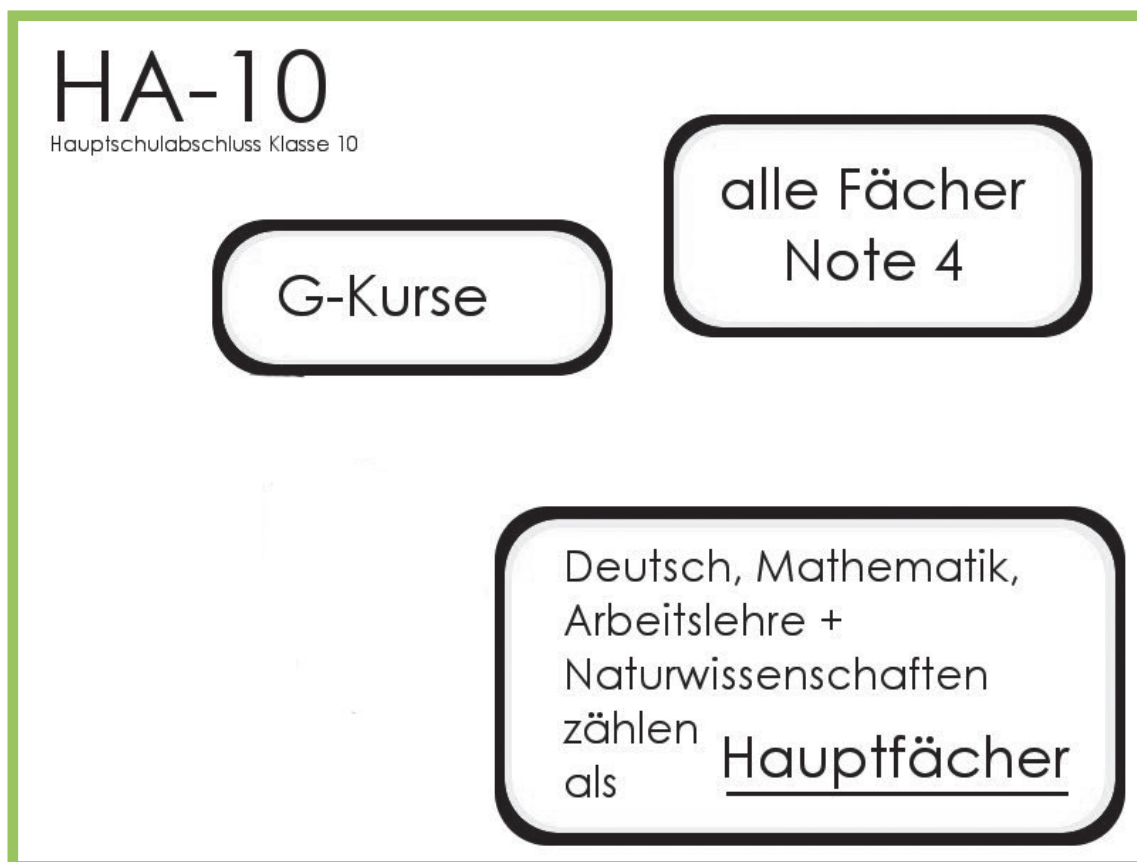 HA-10
Hauptschulabschluss Klasse 10
alle Fächer
Note 4
G-Kurse
Deutsch, Mathematik,
Arbeitslehre +
Naturwissenschaften
zählen
als Hauptfächer